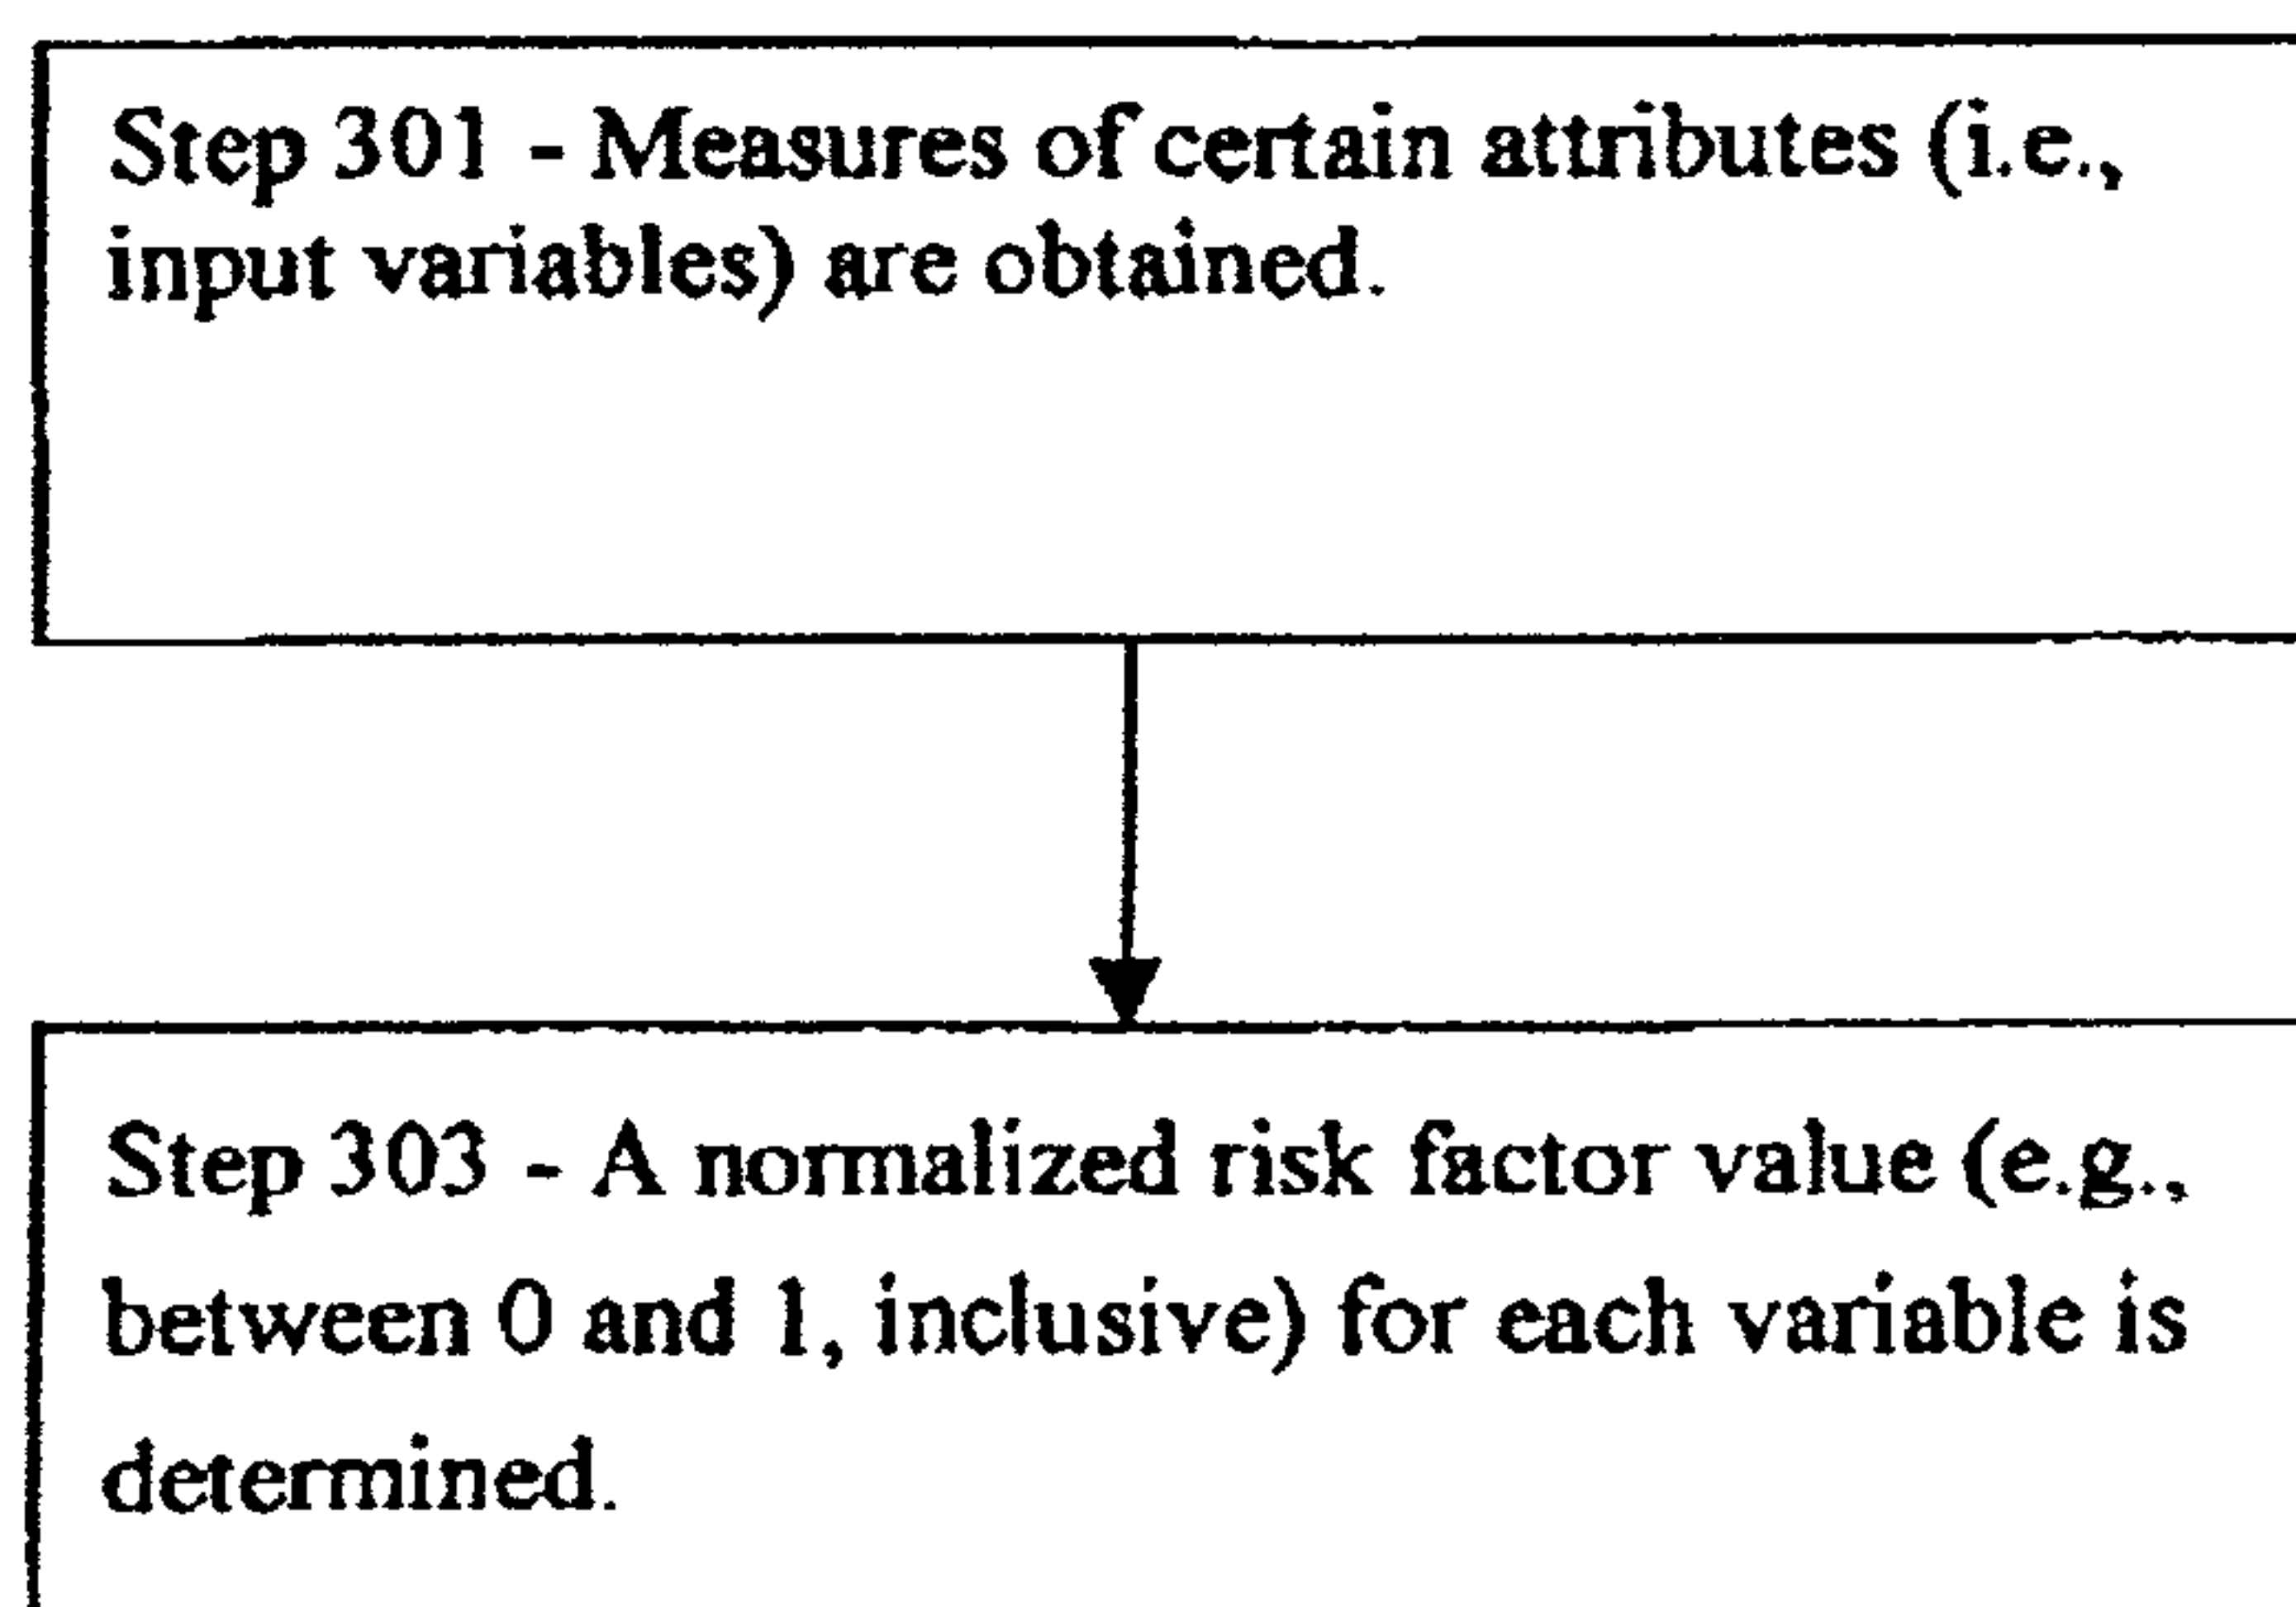 Step 301 - Measures of certain attributes (i.e.,
input variables) are obtained.
Step 303 - A normalized risk factor value (e.g.,
between 0 and 1, inclusive) for each variable is
determined.